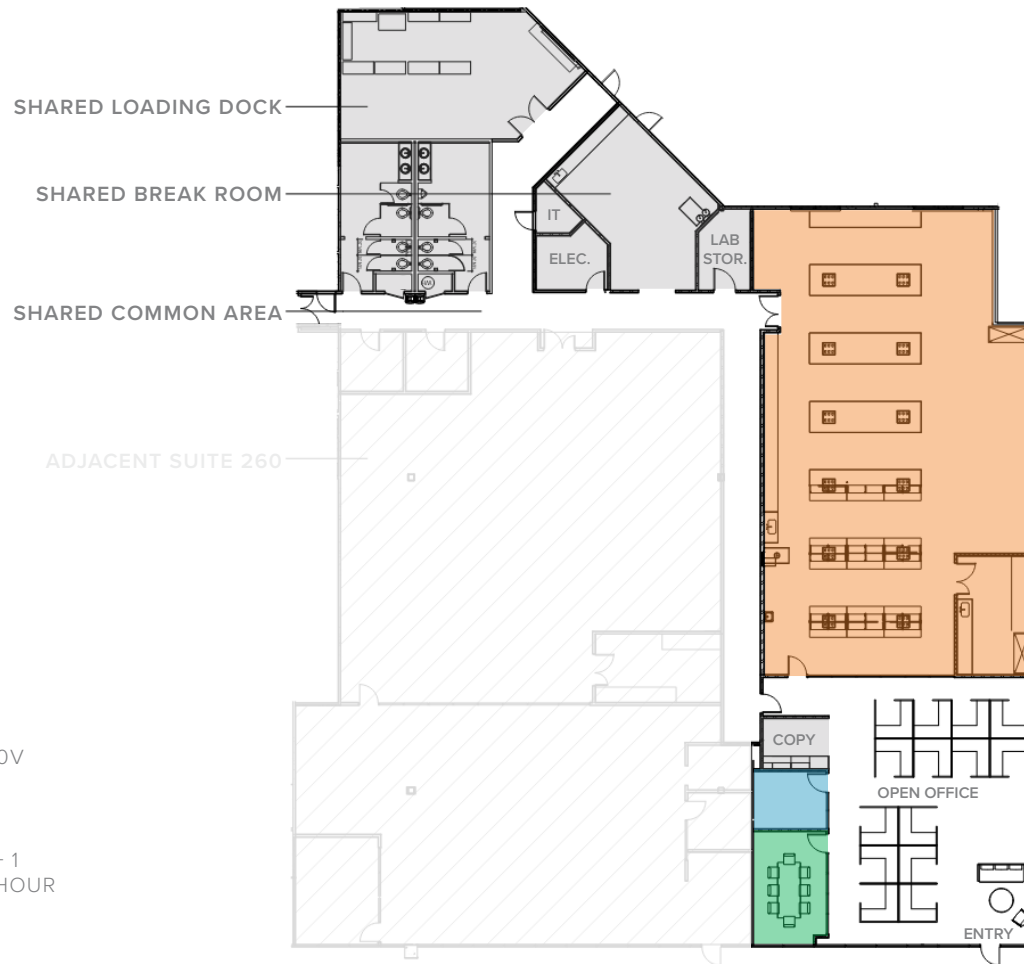 SHARED LOADING DOCK
SHARED BREAK ROOM
IT
ELEC.
LAB
STOR.
SHARED COMMON AREA
ADJACENT SUITE 260
COPY
0V
OPEN OFFICE
1
HOUR
ENTRY